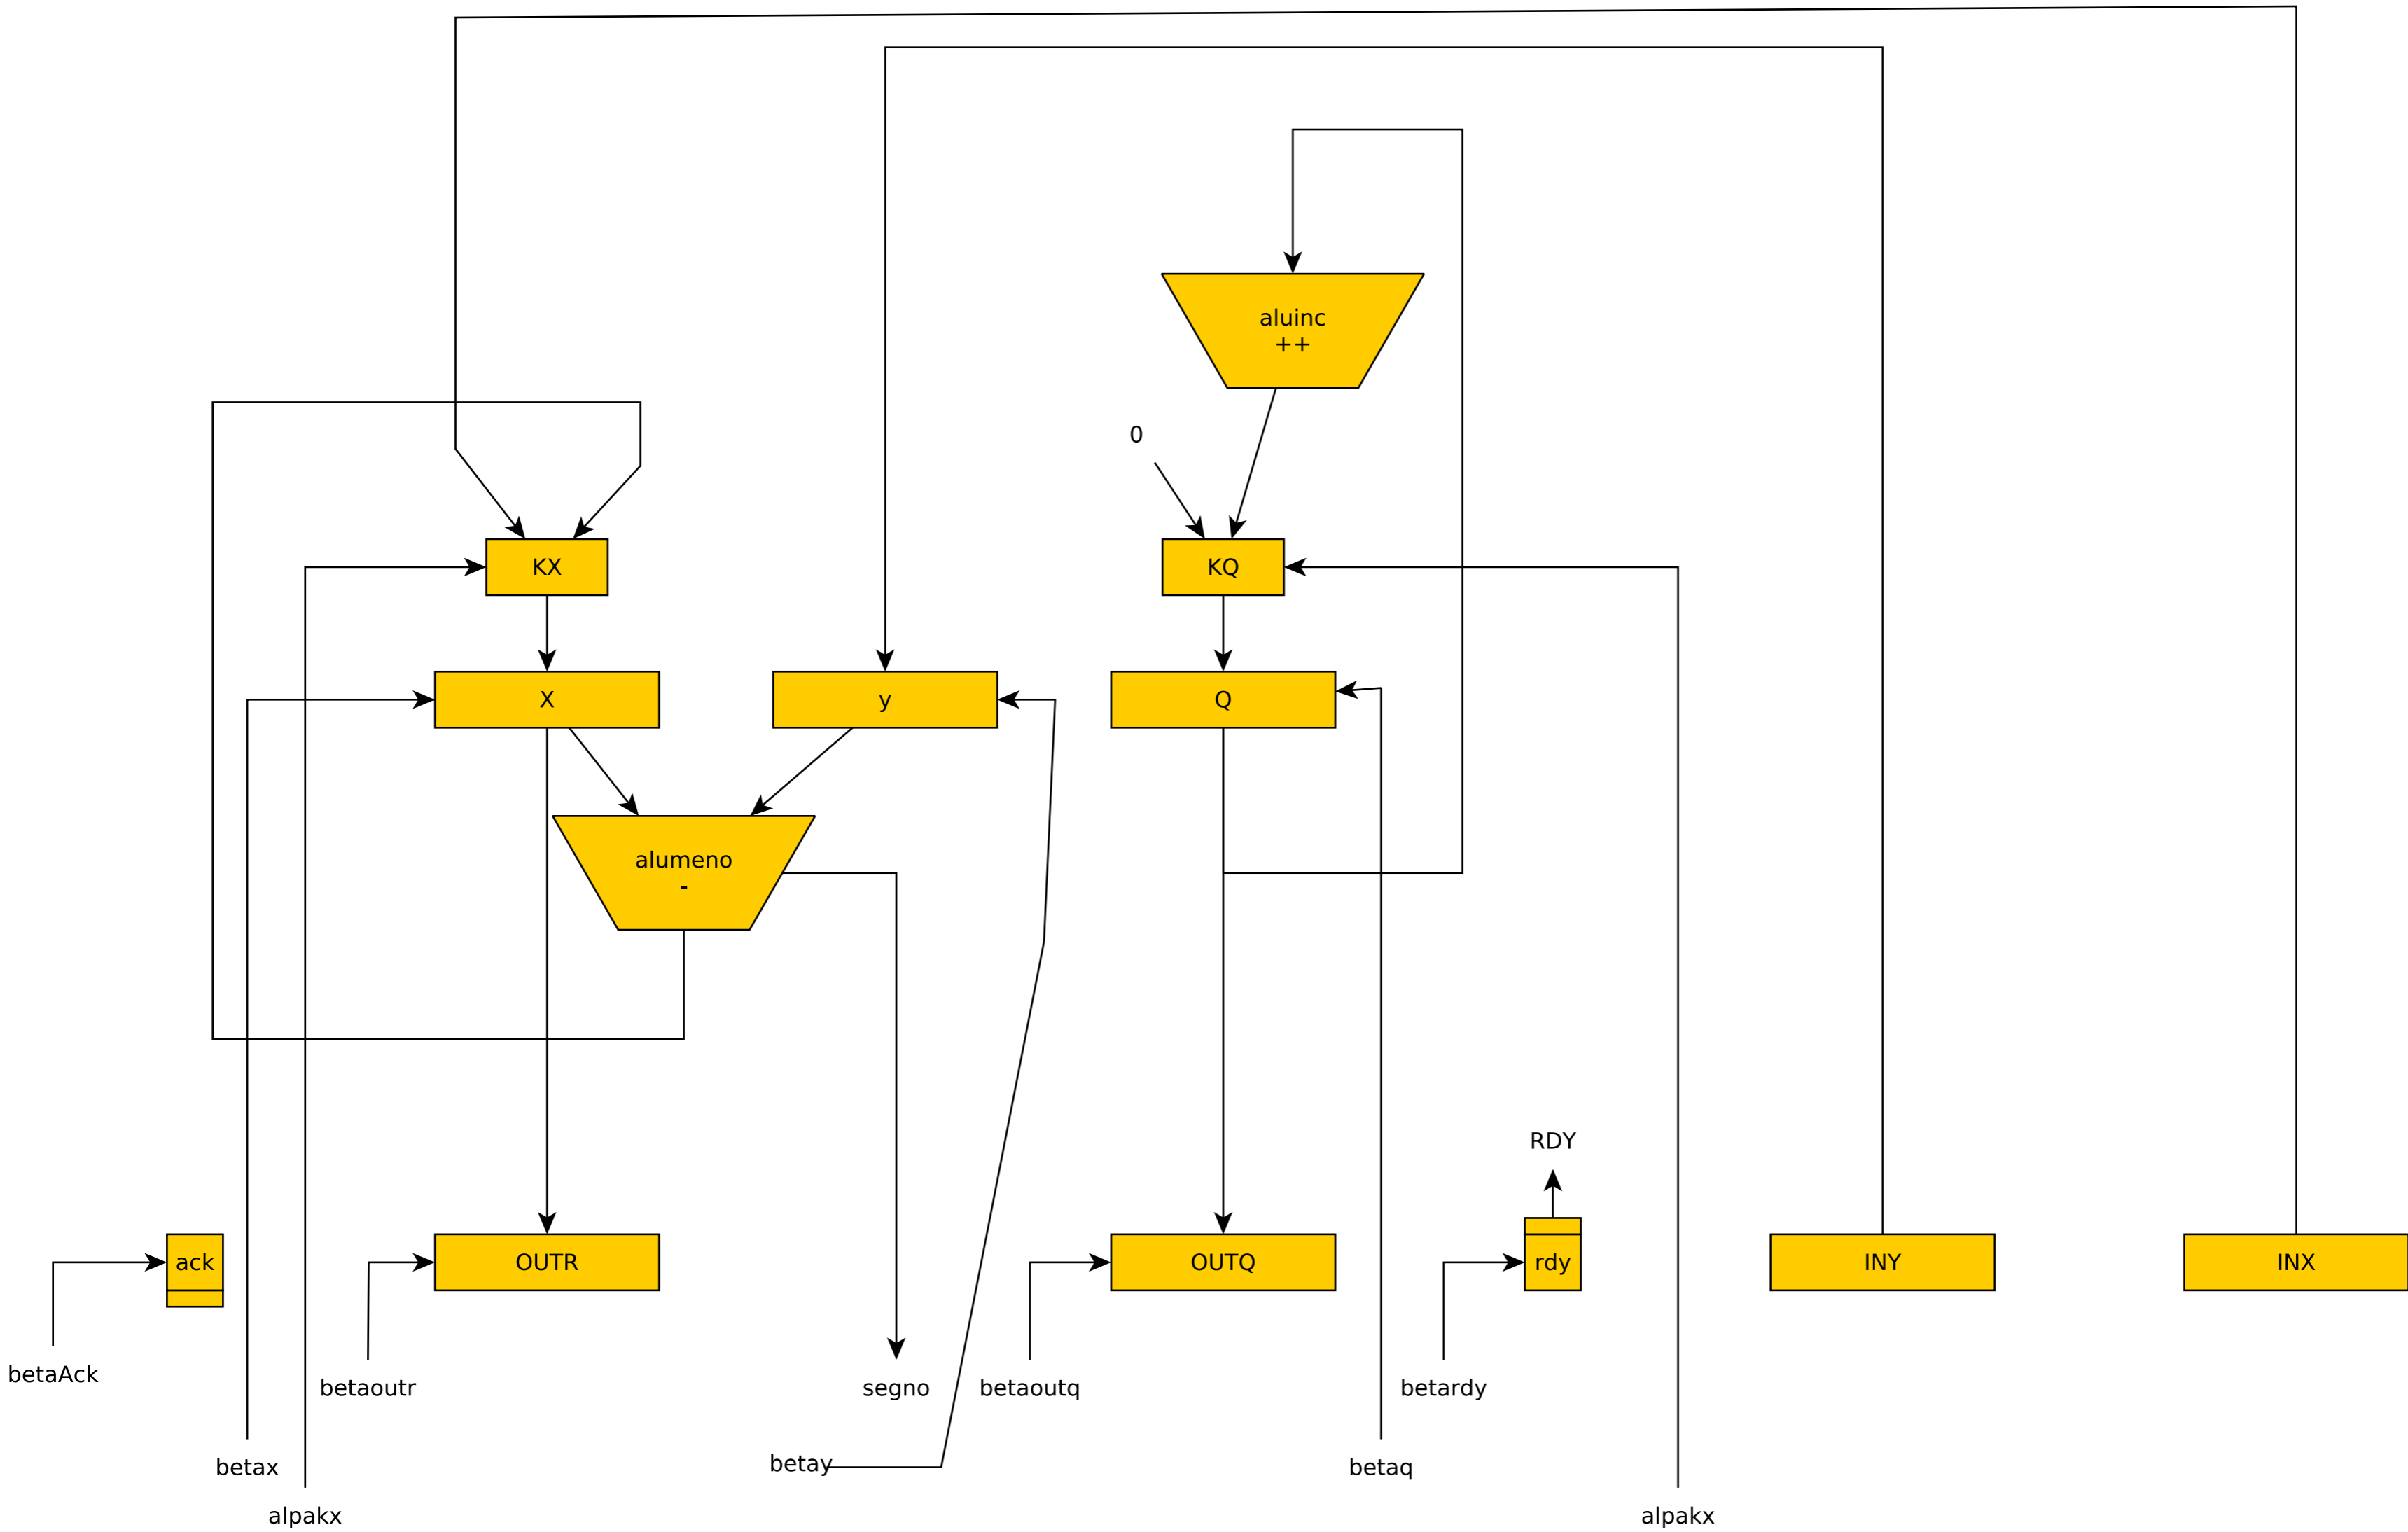 aluinc
++
0
KX
KQ
X
y
Q
alumeno
-
RDY
ack
OUTR
OUTQ
rdy
INY
INX
betaAck
betaoutr
segno
betaoutq
betardy
betax
betay
betaq
alpakx
alpakx